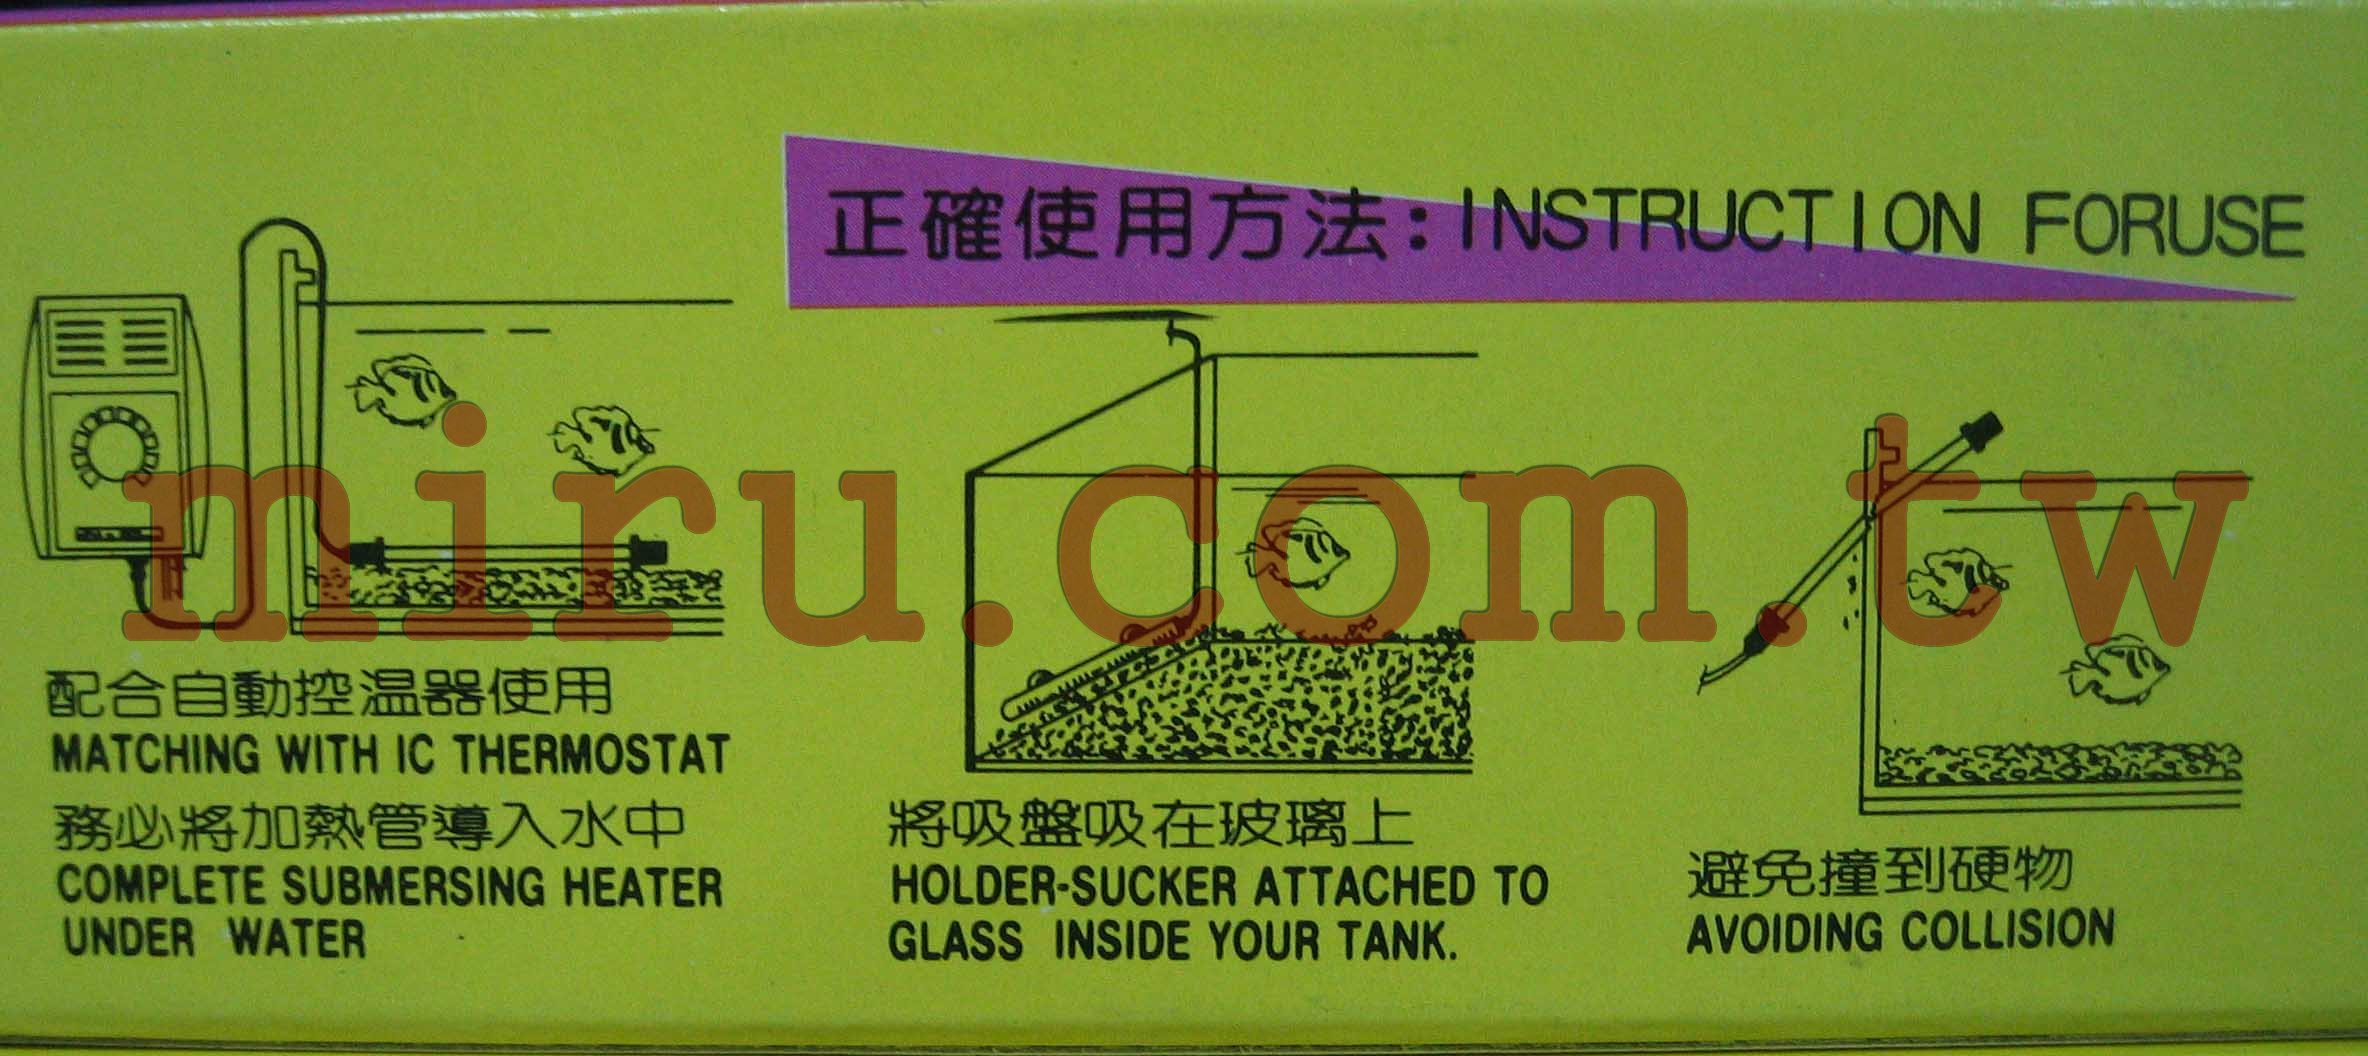 正確使用方法:INSTRUCTION FORUSE
配合自動控温器使用
MATCHING WITH IC THERMOSTAT
務必將加熱管導入水中
COMPLETE SUBMERSING HEATER
UNDER WATER
將吸盤吸在玻璃上
HOLDER-SUCKER ATTACHED TO
GLASS INSIDE YOUR TANK.
避免撞到硬物
AVOIDING COLLISION
miru.com.tw